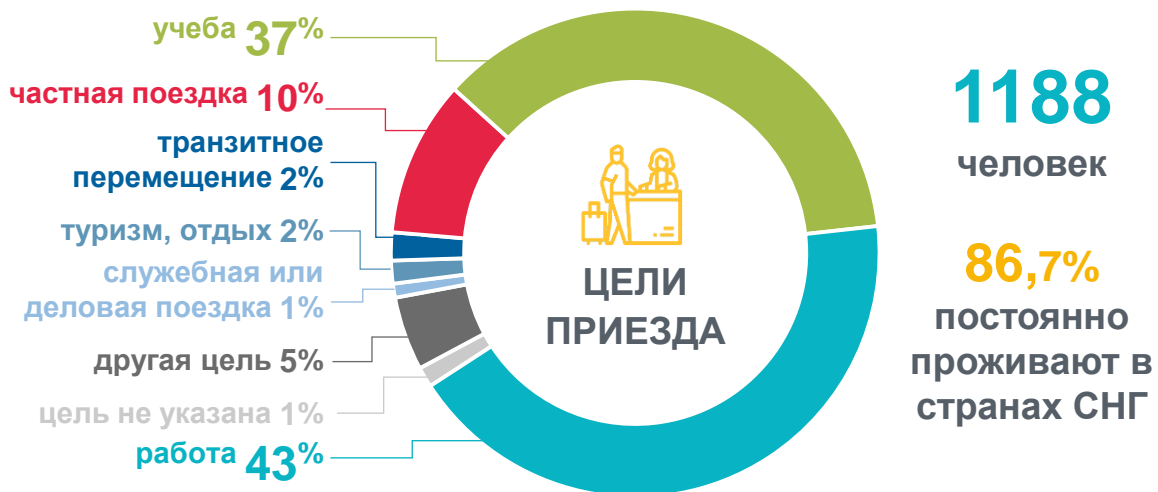 учеба 37%
частная поездка 10%
транзитное
перемещение 2%
туризм, отдых 2%
служебная или
деловая поездка 1%
другая цель 5%
цель не указана 1%
работа 43%
ЦЕЛИ
ПРИЕЗДА
1188
человек
86,7%
постоянно
проживают в
странах СНГ